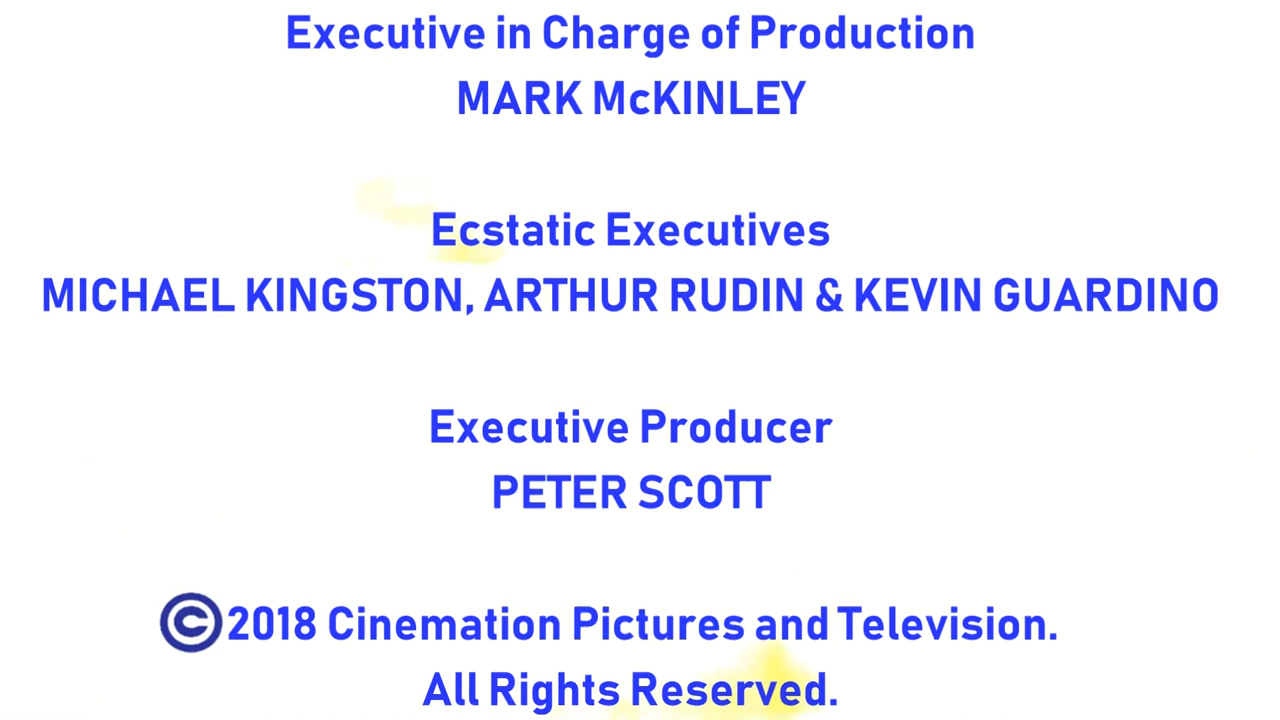 Executive in Charge of Production
MARK McKINLEY
Ecstatic Executives
MICHAEL KINGSTON, ARTHUR RUDIN & KEVIN GUARDINO
Executive Producer
PETER SCOTT
©2018 Cinemation Pictures and Television.
All Rights Reserved.